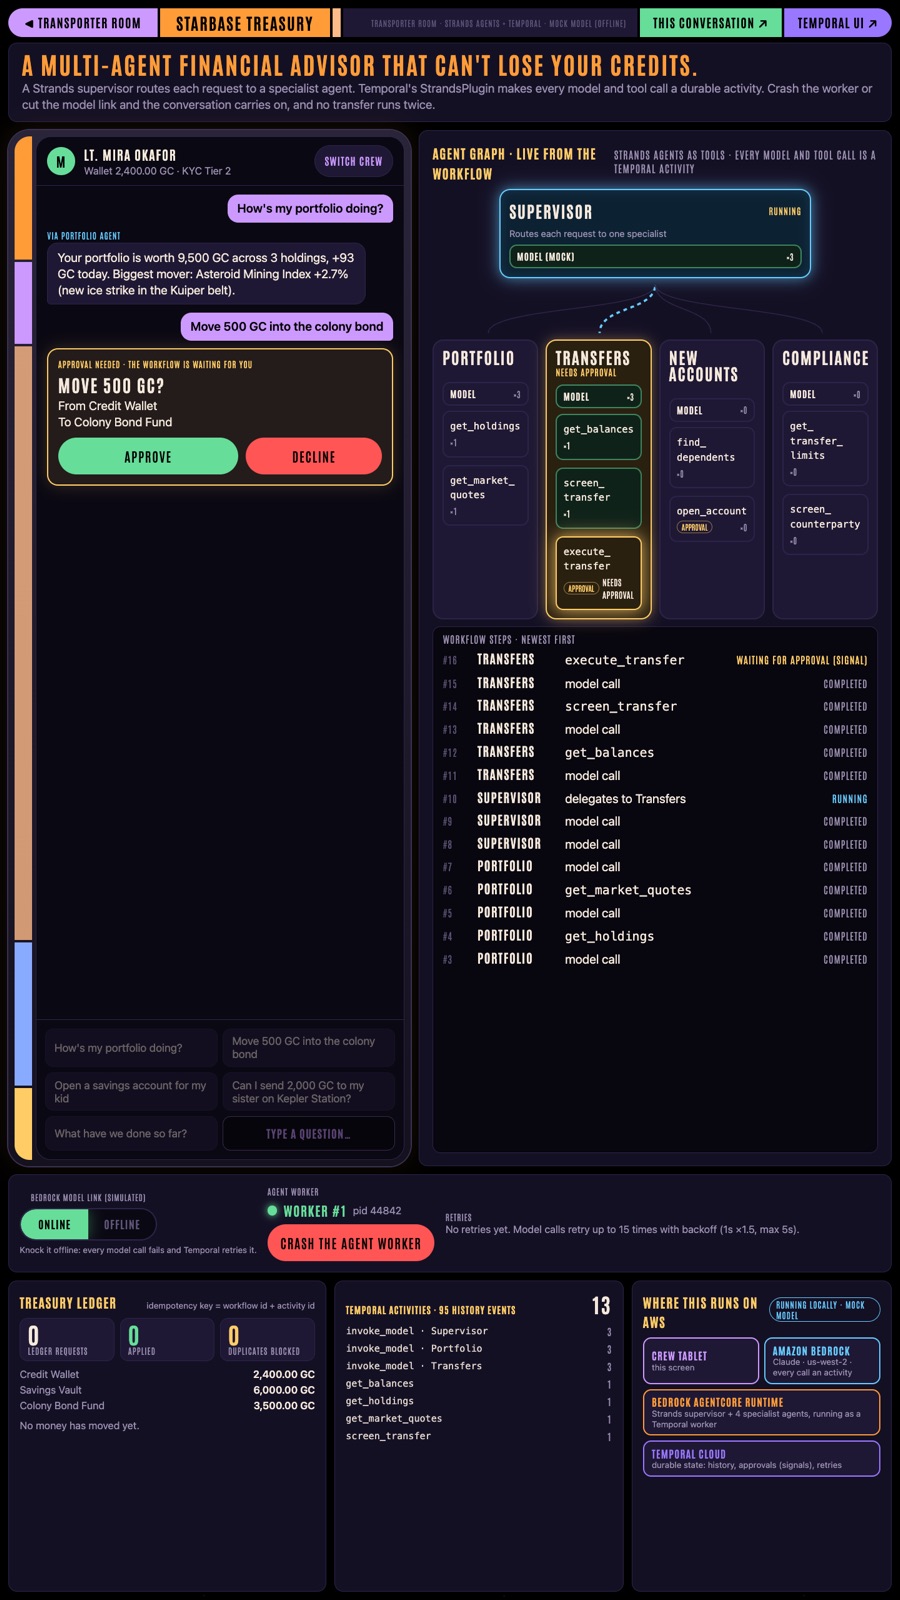 ◀ TRANSPORTER ROOM
STARBASE TREASURY
TRANSPORTER ROOM · STRANDS AGENTS + TEMPORAL · MOCK MODEL (OFFLINE)
THIS CONVERSATION ↗
TEMPORAL UI ↗
A MULTI-AGENT FINANCIAL ADVISOR THAT CAN'T LOSE YOUR CREDITS.
A Strands supervisor routes each request to a specialist agent. Temporal's StrandsPlugin makes every model and tool call a durable activity. Crash the worker or
cut the model link and the conversation carries on, and no transfer runs twice.
M
LT. MIRA OKAFOR
Wallet 2,400.00 GC · KYC Tier 2
SWITCH CREW
How's my portfolio doing?
VIA PORTFOLIO AGENT
Your portfolio is worth 9,500 GC across 3 holdings, +93
GC today. Biggest mover: Asteroid Mining Index +2.7%
(new ice strike in the Kuiper belt).
Move 500 GC into the colony bond
APPROVAL NEEDED · THE WORKFLOW IS WAITING FOR YOU
MOVE 500 GC?
From Credit Wallet
To Colony Bond Fund
APPROVE
DECLINE
How's my portfolio doing?
Move 500 GC into the colony
bond
Open a savings account for my
kid
Can I send 2,000 GC to my
sister on Kepler Station?
What have we done so far?
TYPE A QUESTION…
AGENT GRAPH · LIVE FROM THE
WORKFLOW
STRANDS AGENTS AS TOOLS · EVERY MODEL AND TOOL CALL IS A
TEMPORAL ACTIVITY
SUPERVISOR
RUNNING
Routes each request to one specialist
MODEL (MOCK)
×3
PORTFOLIO
MODEL
×3
get_holdings
×1
get_market_
quotes
×1
TRANSFERS
NEEDS APPROVAL
MODEL
×3
get_balances
×1
screen_
transfer
×1
execute_
transfer
APPROVAL
NEEDS
APPROVAL
NEW
ACCOUNTS
MODEL
×0
find_
dependents
×0
open_account
APPROVAL
×0
COMPLIANCE
MODEL
×0
get_
transfer_
limits
×0
screen_
counterparty
×0
WORKFLOW STEPS · NEWEST FIRST
#16 TRANSFERS execute_transfer WAITING FOR APPROVAL (SIGNAL)
#15 TRANSFERS model call COMPLETED
#14 TRANSFERS screen_transfer COMPLETED
#13 TRANSFERS model call COMPLETED
#12 TRANSFERS get_balances COMPLETED
#11 TRANSFERS model call COMPLETED
#10 SUPERVISOR delegates to Transfers RUNNING
#9 SUPERVISOR model call COMPLETED
#8 SUPERVISOR model call COMPLETED
#7 PORTFOLIO model call COMPLETED
#6 PORTFOLIO get_market_quotes COMPLETED
#5 PORTFOLIO model call COMPLETED
#4 PORTFOLIO get_holdings COMPLETED
#3 PORTFOLIO model call COMPLETED
BEDROCK MODEL LINK (SIMULATED)
ONLINE
OFFLINE
Knock it offline: every model call fails and Temporal retries it.
AGENT WORKER
WORKER #1 pid 44842
CRASH THE AGENT WORKER
RETRIES
No retries yet. Model calls retry up to 15 times with backoff (1s ×1.5, max 5s).
TREASURY LEDGER
idempotency key = workflow id + activity id
0
LEDGER REQUESTS
0
APPLIED
0
DUPLICATES BLOCKED
Credit Wallet 2,400.00 GC
Savings Vault 6,000.00 GC
Colony Bond Fund 3,500.00 GC
No money has moved yet.
TEMPORAL ACTIVITIES · 95 HISTORY EVENTS
13
invoke_model · Supervisor 3
invoke_model · Portfolio 3
invoke_model · Transfers 3
get_balances 1
get_holdings 1
get_market_quotes 1
screen_transfer 1
WHERE THIS RUNS ON
AWS
RUNNING LOCALLY · MOCK
MODEL
CREW TABLET
this screen
AMAZON BEDROCK
Claude · us-west-2 ·
every call an activity
BEDROCK AGENTCORE RUNTIME
Strands supervisor + 4 specialist agents, running as a
Temporal worker
TEMPORAL CLOUD
durable state: history, approvals (signals), retries